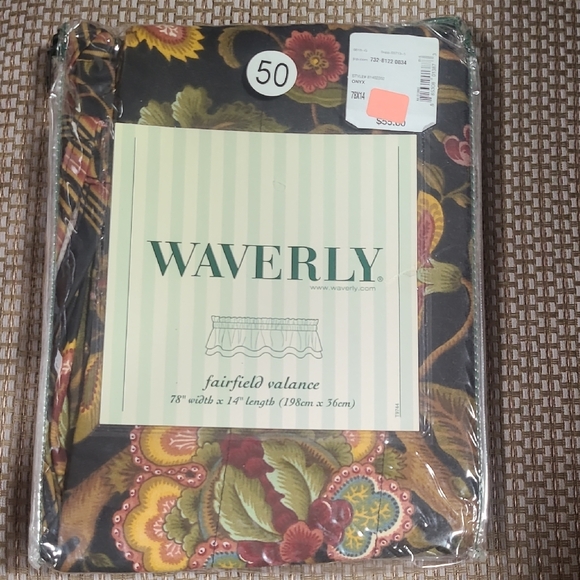 50
ONYX
78X14
WAVERLY®
www.waverly.com
fairfield valance
78" width x 14" length (198cm x 36cm)